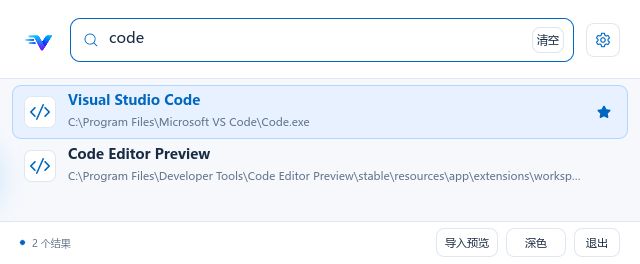 code
清空
Visual Studio Code
C:\Program Files\Microsoft VS Code\Code.exe
Code Editor Preview
C:\Program Files\Developer Tools\Code Editor Preview\stable\resources\app\extensions\worksp...
2 个结果
导入预览
深色
退出